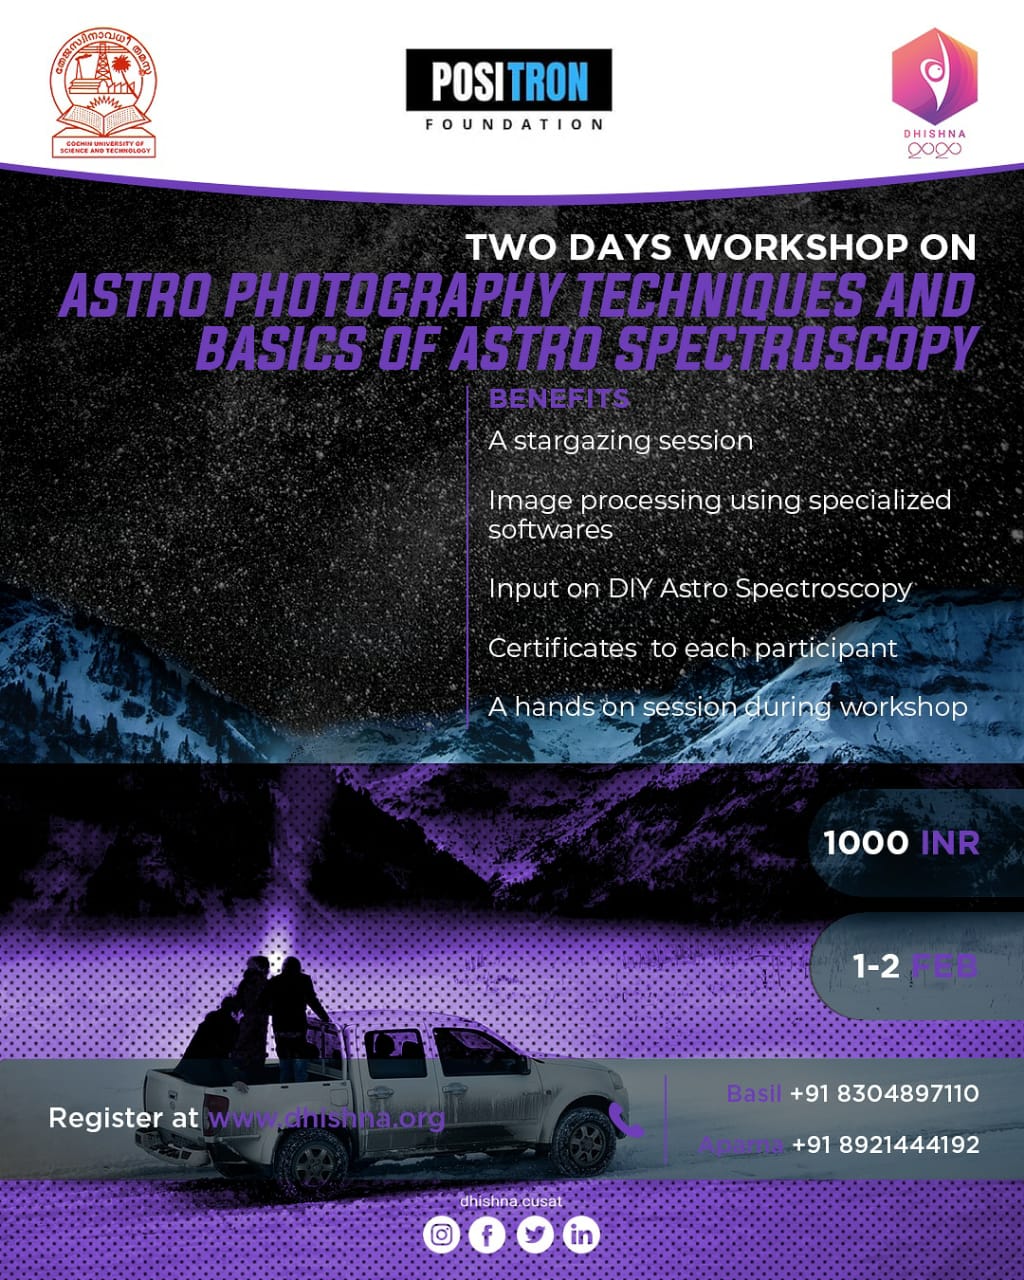 തേജസ്വിനാവധീതമസ്തു
COCHIN UNIVERSITY OF
SCIENCE AND TECHNOLOGY
POSITRON
FOUNDATION
DHISHNA
2020
TWO DAYS WORKSHOP ON
ASTRO PHOTOGRAPHY TECHNIQUES AND
BASICS OF ASTRO SPECTROSCOPY
BENEFITS
A stargazing session
Image processing using specialized
softwares
Input on DIY Astro Spectroscopy
Certificates to each participant
A hands on session during workshop
1000 INR
1-2 FEB
Register at www.dhishna.org
Basil +91 8304897110
Aparna +91 8921444192
dhishna.cusat